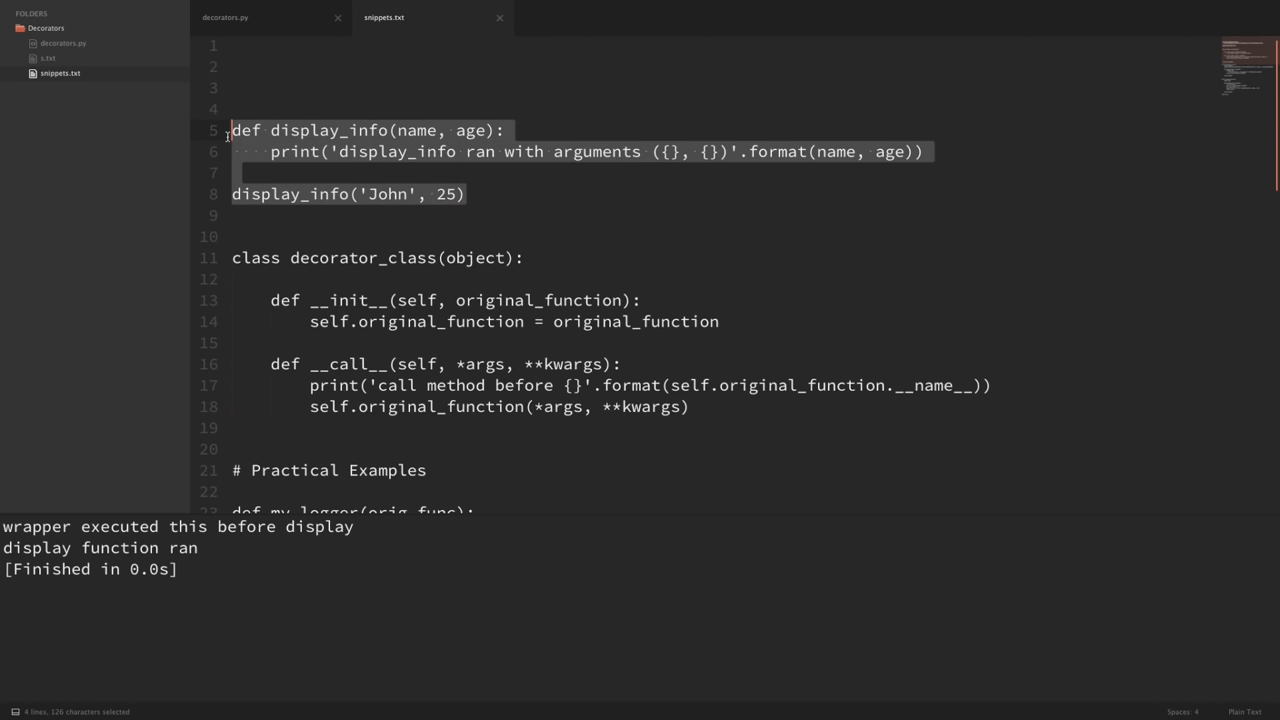 FOLDERS
Decorators
decorators.py
s.txt
snippets.txt
decorators.py × snippets.txt ×
1
2
3
4
5 def display_info(name, age):
6 ····print('display_info ran with arguments ({}, {})'.format(name, age))
7
8 display_info('John', 25)
9
10
11 class decorator_class(object):
12
13 def __init__(self, original_function):
14 self.original_function = original_function
15
16 def __call__(self, *args, **kwargs):
17 print('call method before {}'.format(self.original_function.__name__))
18 self.original_function(*args, **kwargs)
19
20
21 # Practical Examples
22
23 def my_logger(orig_func):
wrapper executed this before display
display function ran
[Finished in 0.0s]
4 lines, 126 characters selected Spaces: 4 Plain Text